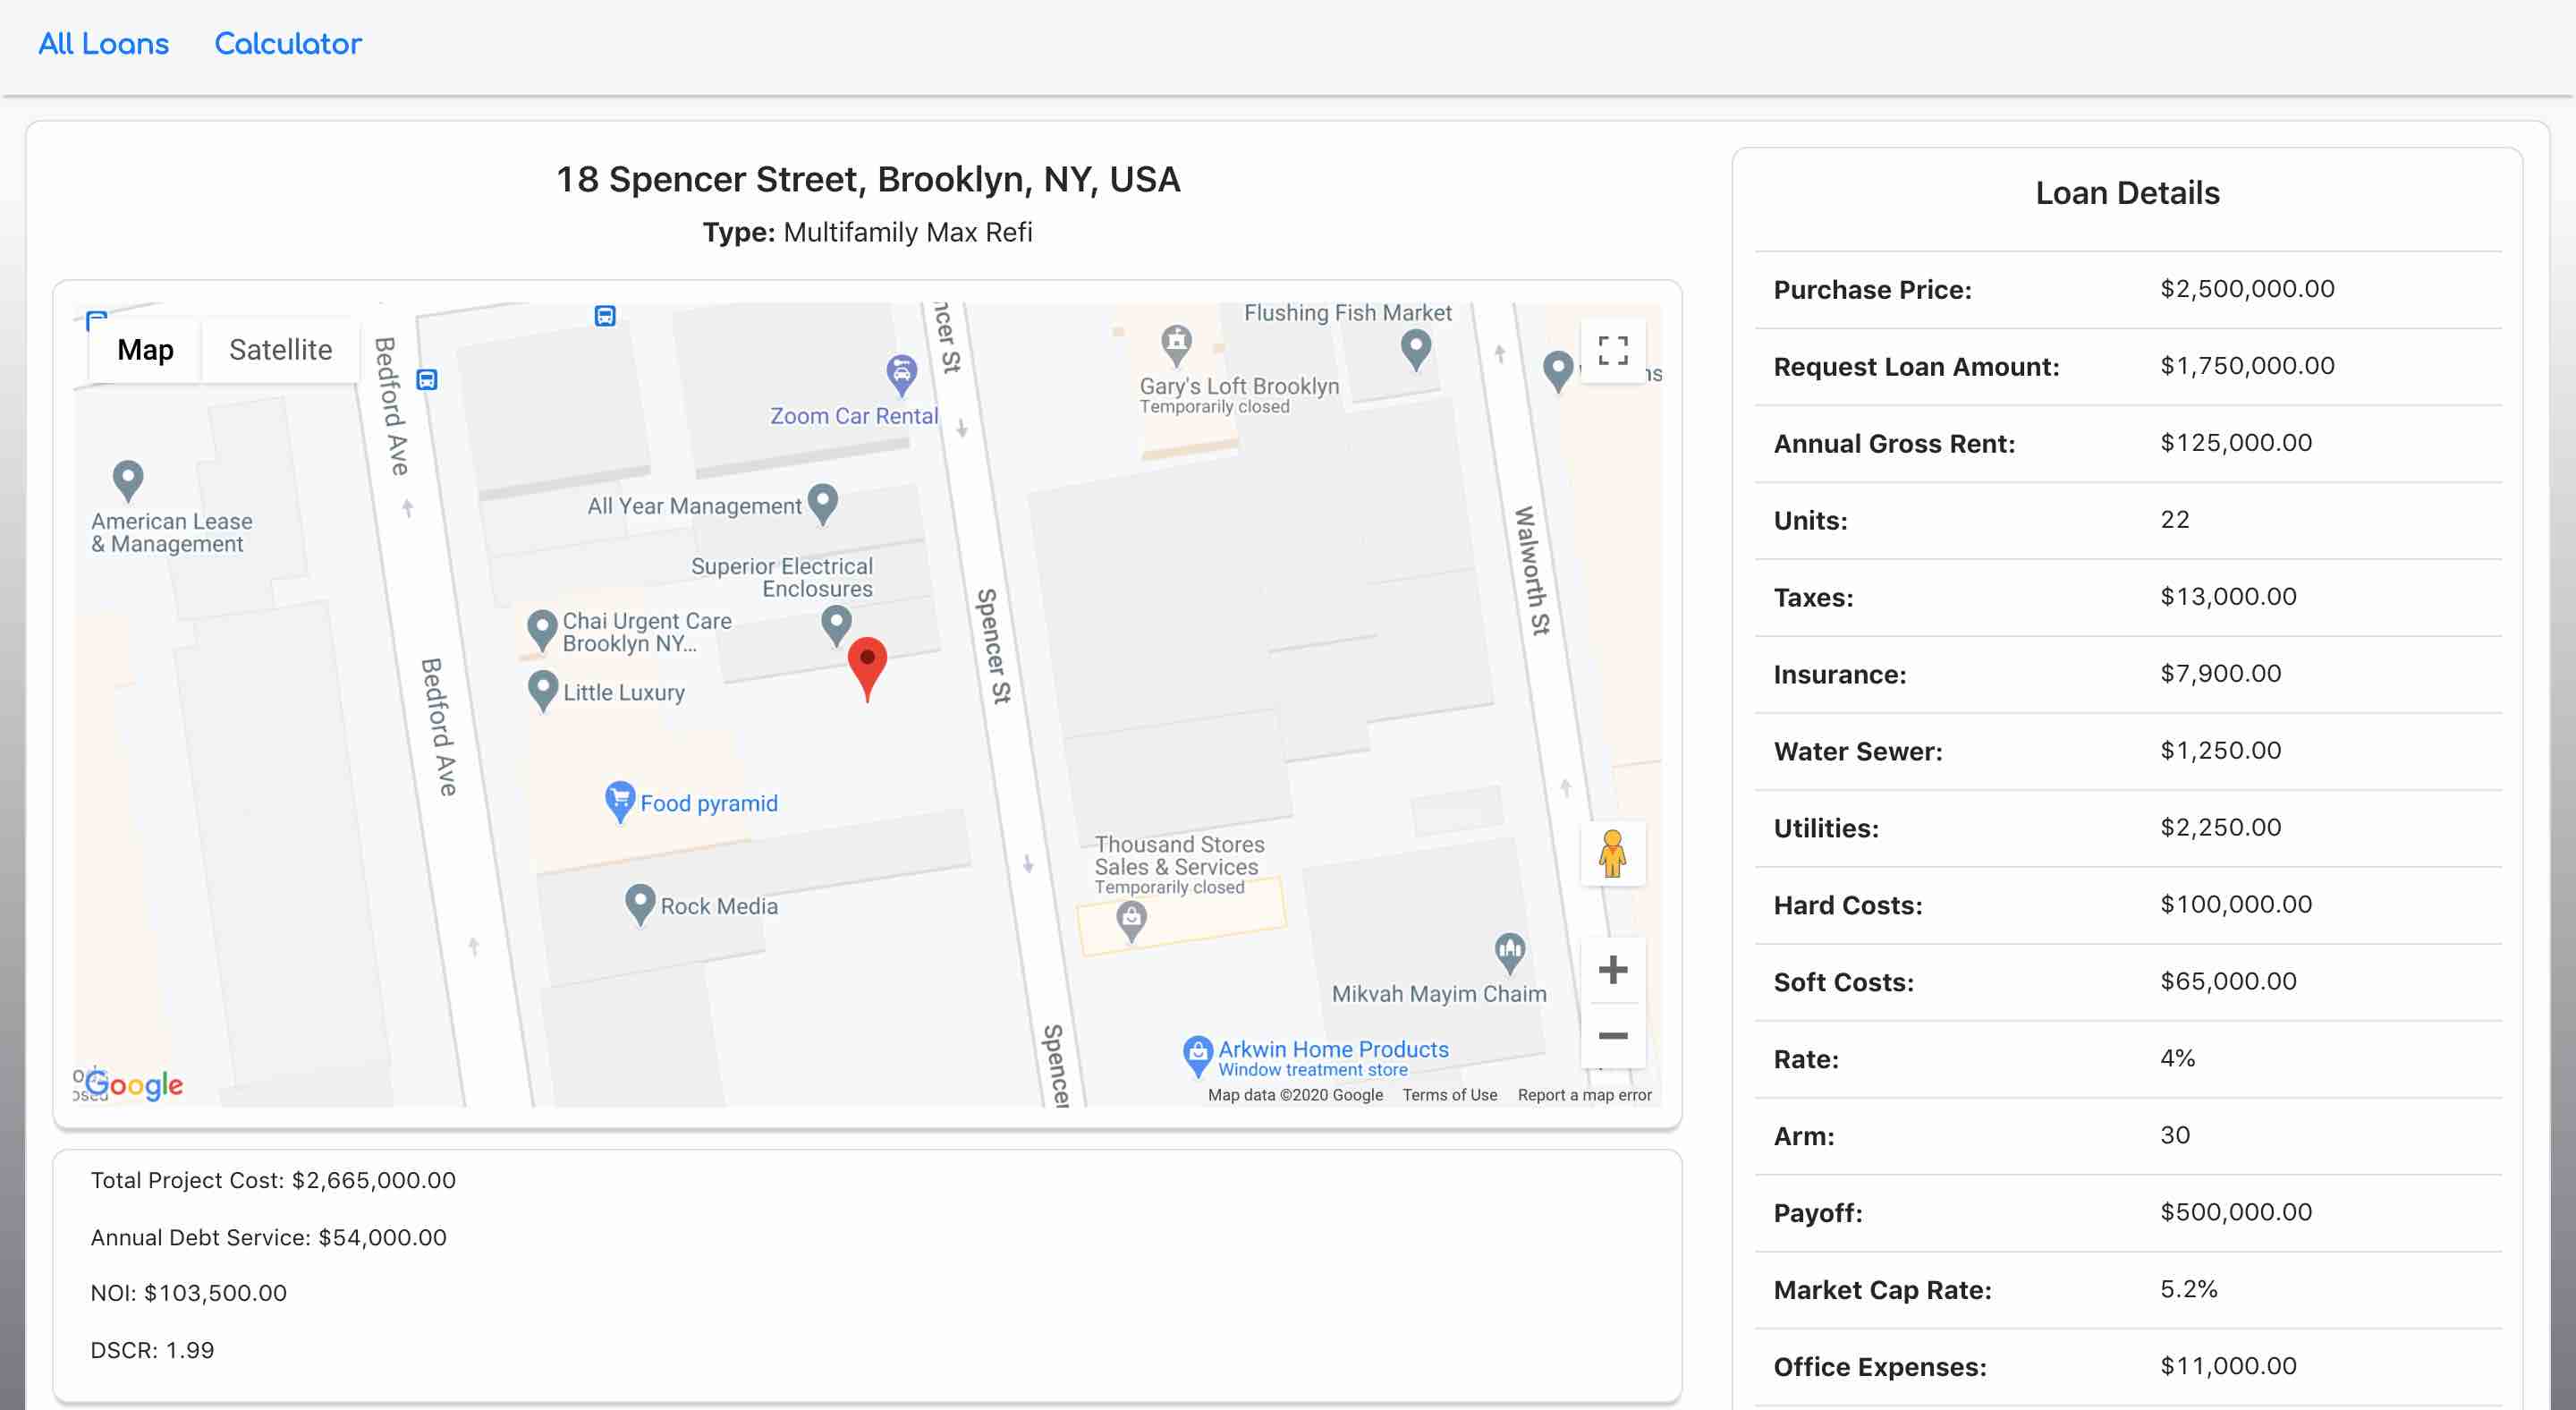 All Loans
Calculator
18 Spencer Street, Brooklyn, NY, USA
Type: Multifamily Max Refi
Map
Satellite
Bedford Ave
Zoom Car Rental
ncer St
Flushing Fish Market
Gary's Loft Brooklyn
Temporarily closed
ns
American Lease
& Management
All Year Management
Superior Electrical
Enclosures
Chai Urgent Care
Brooklyn NY...
Little Luxury
Spencer St
Walworth St
Bedford Ave
Food pyramid
Thousand Stores
Sales & Services
Temporarily closed
Rock Media
Mikvah Mayim Chaim
Spencer
Arkwin Home Products
Window treatment store
Google
Map data ©2020 Google
Terms of Use
Report a map error
Total Project Cost: $2,665,000.00
Annual Debt Service: $54,000.00
NOI: $103,500.00
DSCR: 1.99
Loan Details
Purchase Price: $2,500,000.00
Request Loan Amount: $1,750,000.00
Annual Gross Rent: $125,000.00
Units: 22
Taxes: $13,000.00
Insurance: $7,900.00
Water Sewer: $1,250.00
Utilities: $2,250.00
Hard Costs: $100,000.00
Soft Costs: $65,000.00
Rate: 4%
Arm: 30
Payoff: $500,000.00
Market Cap Rate: 5.2%
Office Expenses: $11,000.00